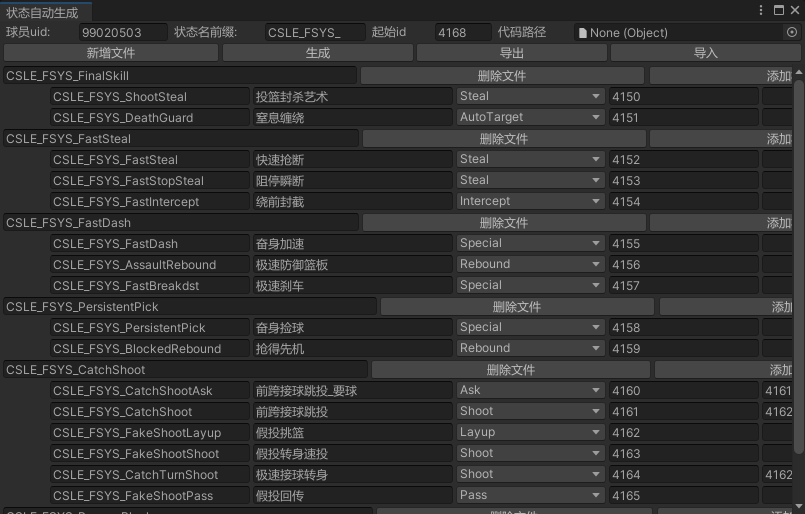 状态自动生成
球员uid: 99020503 状态名前缀: CSLE_FSYS_ 起始id 4168 代码路径 None (Object)
新增文件 生成 导出 导入
CSLE_FSYS_FinalSkill 删除文件 添加
CSLE_FSYS_ShootSteal 投篮封杀艺术 Steal 4150
CSLE_FSYS_DeathGuard 窒息缠绕 AutoTarget 4151
CSLE_FSYS_FastSteal 删除文件 添加
CSLE_FSYS_FastSteal 快速抢断 Steal 4152
CSLE_FSYS_FastStopSteal 阻停瞬断 Steal 4153
CSLE_FSYS_FastIntercept 绕前封截 Intercept 4154
CSLE_FSYS_FastDash 删除文件 添加
CSLE_FSYS_FastDash 奋身加速 Special 4155
CSLE_FSYS_AssaultRebound 极速防御篮板 Rebound 4156
CSLE_FSYS_FastBreakdst 极速刹车 Special 4157
CSLE_FSYS_PersistentPick 删除文件 添加
CSLE_FSYS_PersistentPick 奋身捡球 Special 4158
CSLE_FSYS_BlockedRebound 抢得先机 Rebound 4159
CSLE_FSYS_CatchShoot 删除文件 添加
CSLE_FSYS_CatchShootAsk 前跨接球跳投_要球 Ask 4160 4161
CSLE_FSYS_CatchShoot 前跨接球跳投 Shoot 4161 4162
CSLE_FSYS_FakeShootLayup 假投挑篮 Layup 4162
CSLE_FSYS_FakeShootShoot 假投转身速投 Shoot 4163
CSLE_FSYS_CatchTurnShoot 极速接球转身 Shoot 4164 4162
CSLE_FSYS_FakeShootPass 假投回传 Pass 4165
删除文件 添加